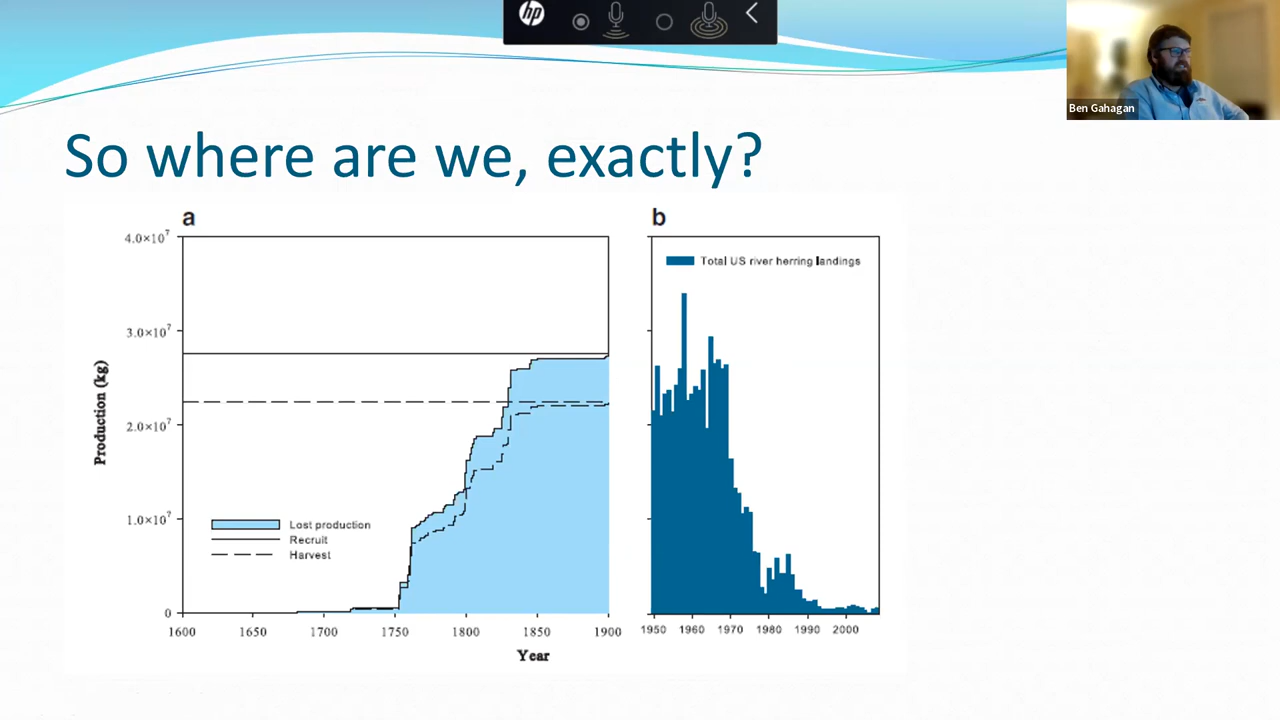 hp
Ben Gahagan
So where are we, exactly?
a
b
4.0×10⁷
3.0×10⁷
2.0×10⁷
1.0×10⁷
0
Production (kg)
Lost production
Recruit
Harvest
1600 1650 1700 1750 1800 1850 1900
Year
Total US river herring landings
1950 1960 1970 1980 1990 2000